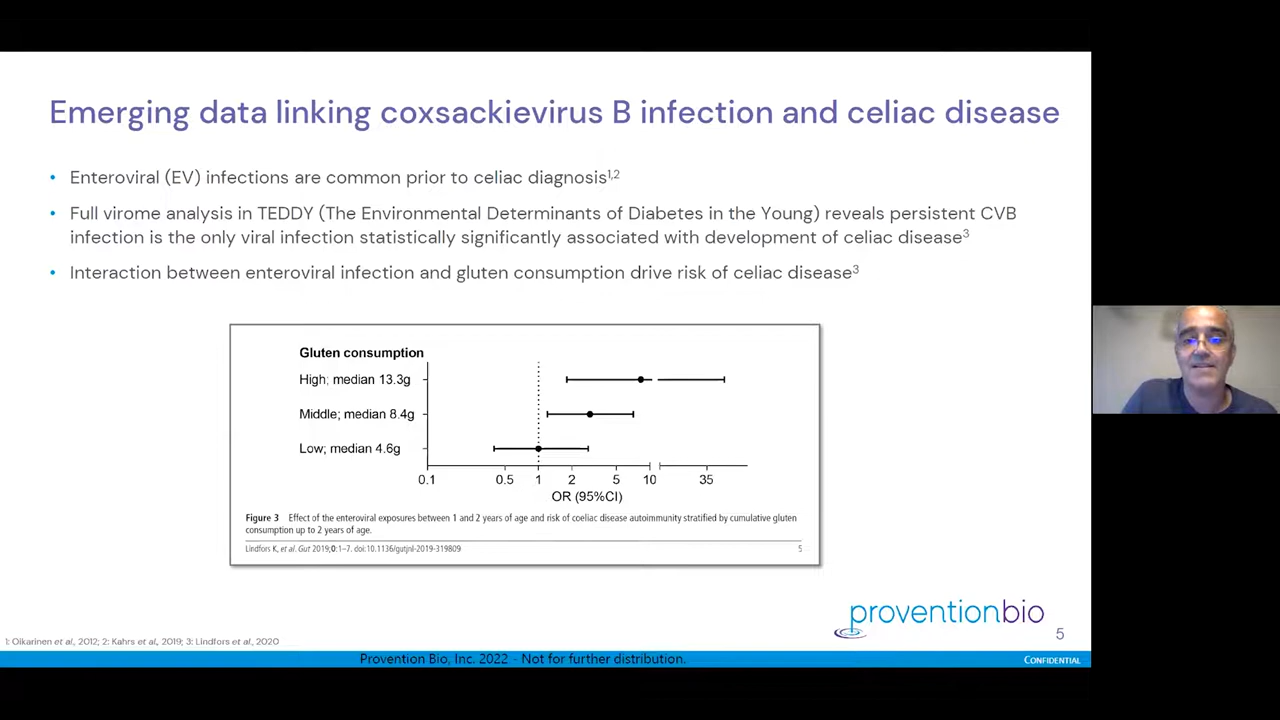 Emerging data linking coxsackievirus B infection and celiac disease
• Enteroviral (EV) infections are common prior to celiac diagnosis1,2
• Full virome analysis in TEDDY (The Environmental Determinants of Diabetes in the Young) reveals persistent CVB
infection is the only viral infection statistically significantly associated with development of celiac disease3
• Interaction between enteroviral infection and gluten consumption drive risk of celiac disease3
Gluten consumption
High; median 13.3g
Middle; median 8.4g
Low; median 4.6g
0.1 0.5 1 2 5 10 35
OR (95%CI)
Figure 3 Effect of the enteroviral exposures between 1 and 2 years of age and risk of coeliac disease autoimmunity stratified by cumulative gluten
consumption up to 2 years of age.
Lindfors K, et al. Gut 2019;0:1–7. doi:10.1136/gutjnl-2019-319809 5
proventionbio
5
1: Oikarinen et al., 2012; 2: Kahrs et al., 2019; 3: Lindfors et al., 2020
Provention Bio, Inc. 2022 - Not for further distribution.
CONFIDENTIAL